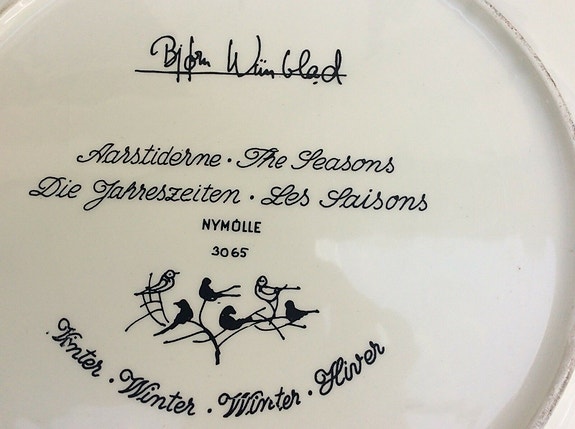 Bjørn Wiinblad
Aarstiderne · The Seasons
Die Jahreszeiten · Les Saisons
NYMÖLLE
3065
Vinter · Winter · Winter · Hiver